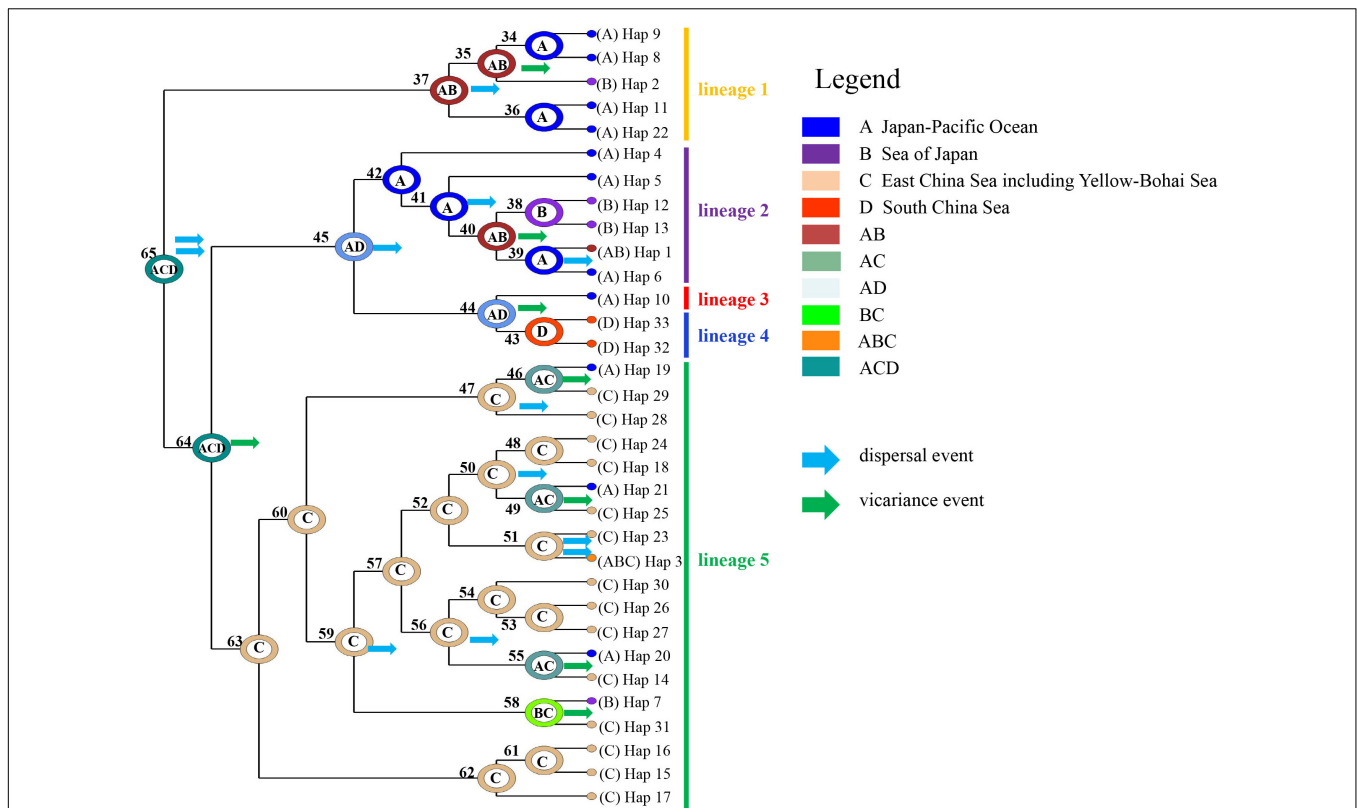 34
A
(A) Hap 9
35
AB
(A) Hap 8
37
AB
(B) Hap 2
lineage 1
36
A
(A) Hap 11
(A) Hap 22
(A) Hap 4
42
A
(A) Hap 5
41
A
38
B
(B) Hap 12
lineage 2
(B) Hap 13
40
AB
45
AD
39
A
(AB) Hap 1
(A) Hap 6
65
ACD
(A) Hap 10
lineage 3
44
AD
(D) Hap 33
43
D
lineage 4
(D) Hap 32
46
AC
(A) Hap 19
47
C
(C) Hap 29
(C) Hap 28
64
ACD
48
C
(C) Hap 24
(C) Hap 18
50
C
49
AC
(A) Hap 21
(C) Hap 25
52
C
60
C
51
C
(C) Hap 23
(ABC) Hap 3
lineage 5
57
C
(C) Hap 30
54
C
(C) Hap 26
53
C
(C) Hap 27
56
C
59
C
63
C
55
AC
(A) Hap 20
(C) Hap 14
58
BC
(B) Hap 7
(C) Hap 31
61
C
(C) Hap 16
(C) Hap 15
62
C
(C) Hap 17
Legend
A Japan-Pacific Ocean
B Sea of Japan
C East China Sea including Yellow-Bohai Sea
D South China Sea
AB
AC
AD
BC
ABC
ACD
dispersal event
vicariance event